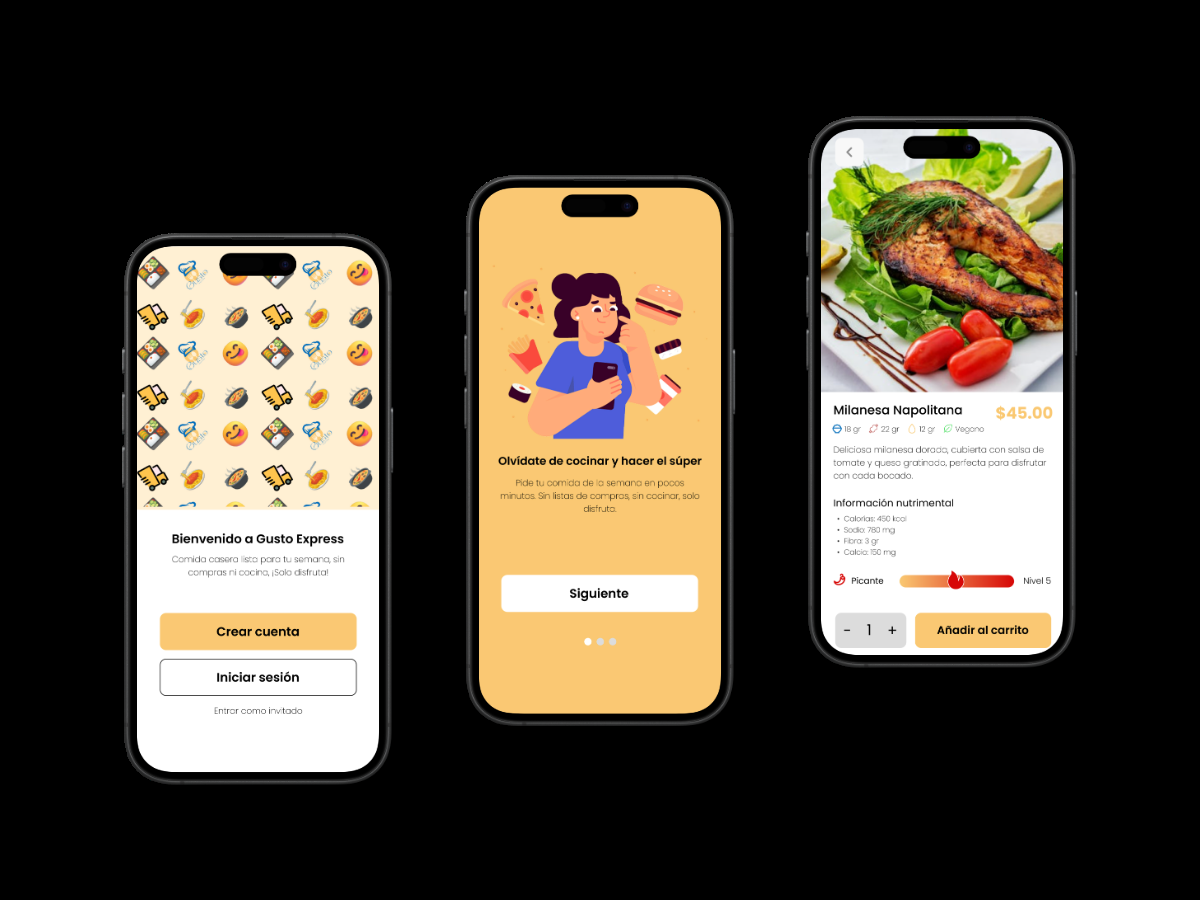 Bienvenido a Gusto Express
Comida casera lista para tu semana, sin
compras ni cocina, ¡Solo disfruta!
Crear cuenta
Iniciar sesión
Entrar como invitado
Olvídate de cocinar y hacer el súper
Pide tu comida de la semana en pocos
minutos. Sin listas de compras, sin cocinar, solo
disfruta.
Siguiente
Milanesa Napolitana
$45.00
18 gr 22 gr 12 gr Vegano
Deliciosa milanesa dorada, cubierta con salsa de
tomate y queso gratinado, perfecta para disfrutar
con cada bocado.
Información nutrimental
• Calorías: 450 kcal
• Sodio: 780 mg
• Fibra: 3 gr
• Calcio: 150 mg
Picante Nivel 5
- 1 + Añadir al carrito